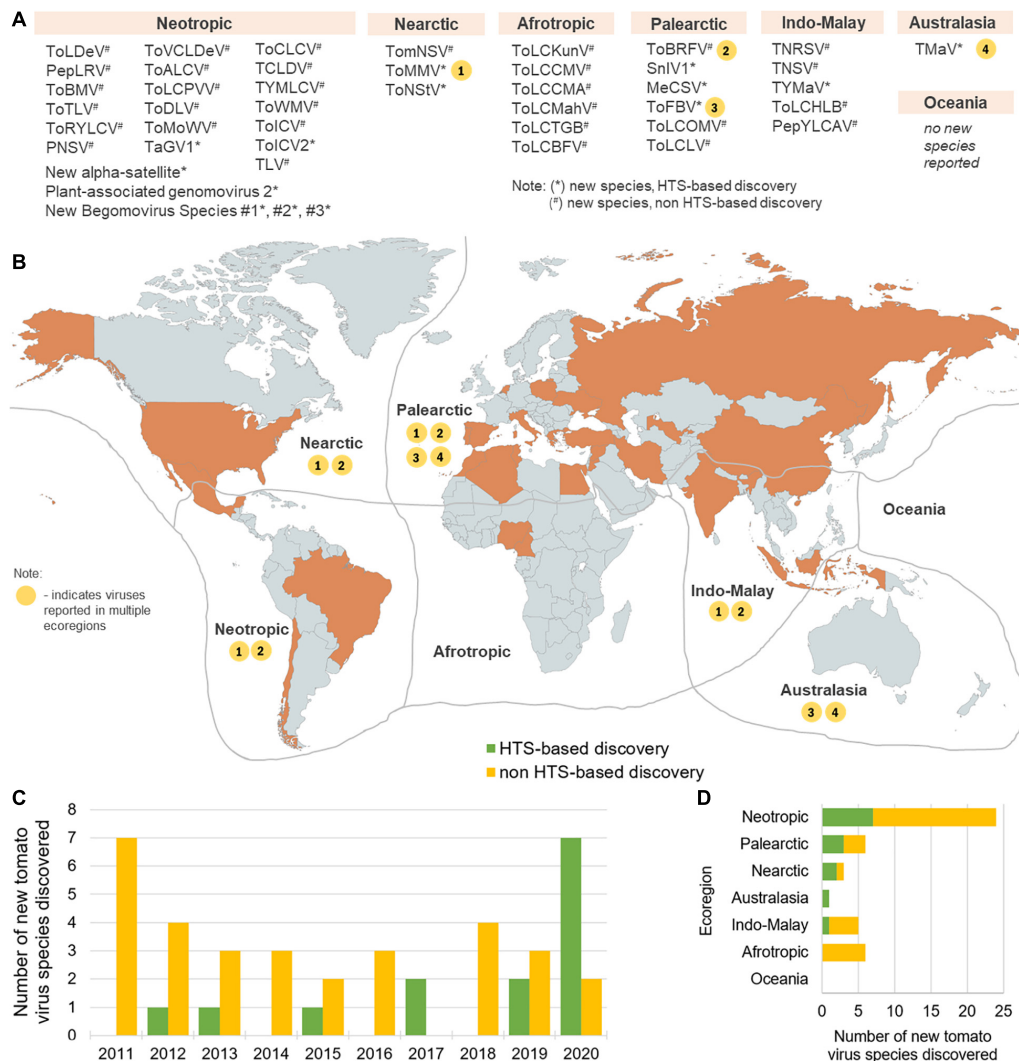 A
Neotropic
ToLDeV# ToVCLDeV# ToCLCV#
PepLRV# ToALCV# TCLDV#
ToBMV# ToLCPVV# TYMLCV#
ToTLV# ToDLV# ToWMV#
ToRYLCV# ToMoWV# ToICV#
PNSV# TaGV1* ToICV2*
TLV#
New alpha-satellite*
Plant-associated genomovirus 2*
New Begomovirus Species #1*, #2*, #3*
Nearctic
TomNSV#
ToMMV* 1
ToNStV*
Afrotropic
ToLCKunV#
ToLCCMV#
ToLCCMA#
ToLCMahV#
ToLCTGB#
ToLCBFV#
Palearctic
ToBRFV# 2
SnIV1*
MeCSV*
ToFBV* 3
ToLCOMV#
ToLCLV#
Indo-Malay
TNRSV#
TNSV#
TYMaV*
ToLCHLB#
PepYLCAV#
Australasia
TMaV* 4
Oceania
no new
species
reported
Note: (*) new species, HTS-based discovery
(#) new species, non HTS-based discovery
B
Nearctic
1 2
Palearctic
1 2
3 4
Oceania
Note:
- indicates viruses
reported in multiple
ecoregions
Neotropic
1 2
Afrotropic
Indo-Malay
1 2
Australasia
3 4
HTS-based discovery
non HTS-based discovery
C
Number of new tomato
virus species discovered
8
7
6
5
4
3
2
1
0
2011 2012 2013 2014 2015 2016 2017 2018 2019 2020
D
Ecoregion
Neotropic
Palearctic
Nearctic
Australasia
Indo-Malay
Afrotropic
Oceania
0 5 10 15 20 25
Number of new tomato
virus species discovered